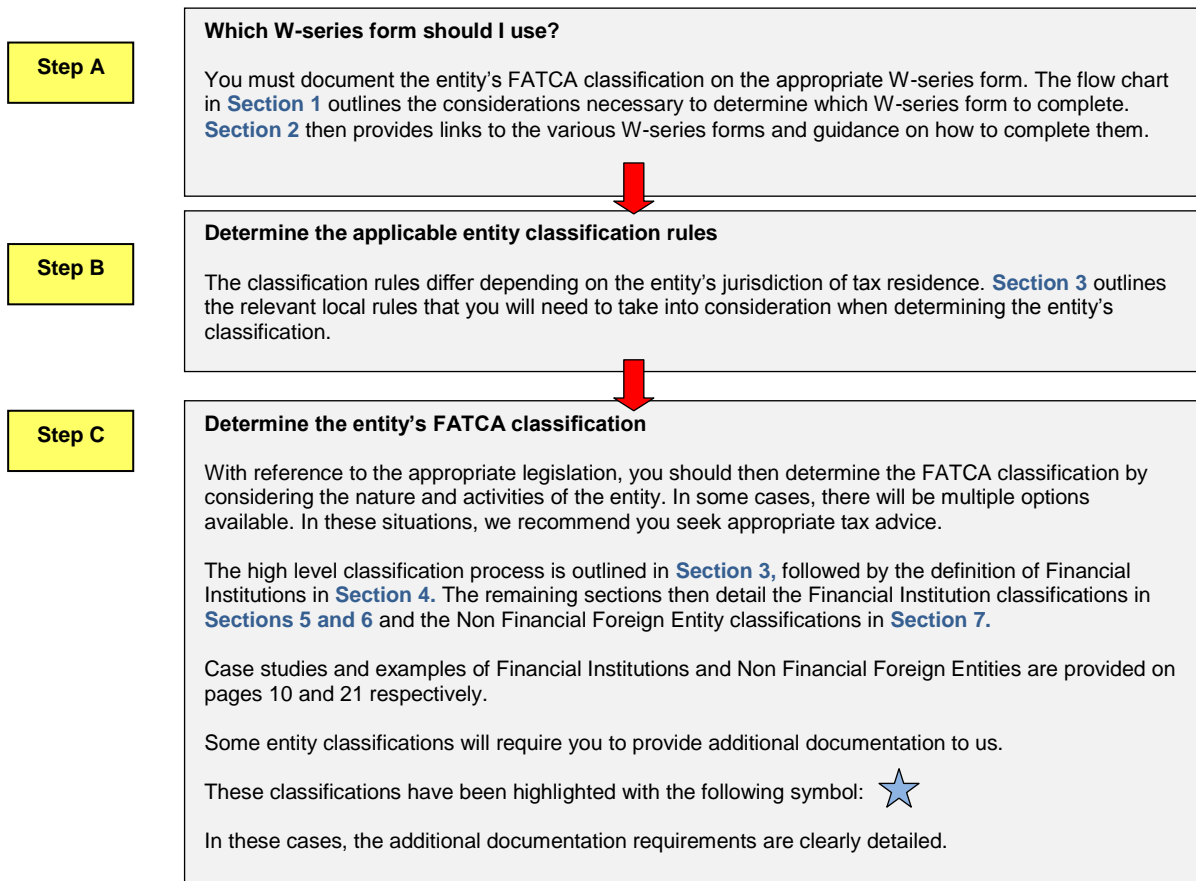 Step A
Which W-series form should I use?
You must document the entity's FATCA classification on the appropriate W-series form. The flow chart
in Section 1 outlines the considerations necessary to determine which W-series form to complete.
Section 2 then provides links to the various W-series forms and guidance on how to complete them.
Step B
Determine the applicable entity classification rules
The classification rules differ depending on the entity's jurisdiction of tax residence. Section 3 outlines
the relevant local rules that you will need to take into consideration when determining the entity's
classification.
Step C
Determine the entity's FATCA classification
With reference to the appropriate legislation, you should then determine the FATCA classification by
considering the nature and activities of the entity. In some cases, there will be multiple options
available. In these situations, we recommend you seek appropriate tax advice.
The high level classification process is outlined in Section 3, followed by the definition of Financial
Institutions in Section 4. The remaining sections then detail the Financial Institution classifications in
Sections 5 and 6 and the Non Financial Foreign Entity classifications in Section 7.
Case studies and examples of Financial Institutions and Non Financial Foreign Entities are provided on
pages 10 and 21 respectively.
Some entity classifications will require you to provide additional documentation to us.
These classifications have been highlighted with the following symbol:
In these cases, the additional documentation requirements are clearly detailed.